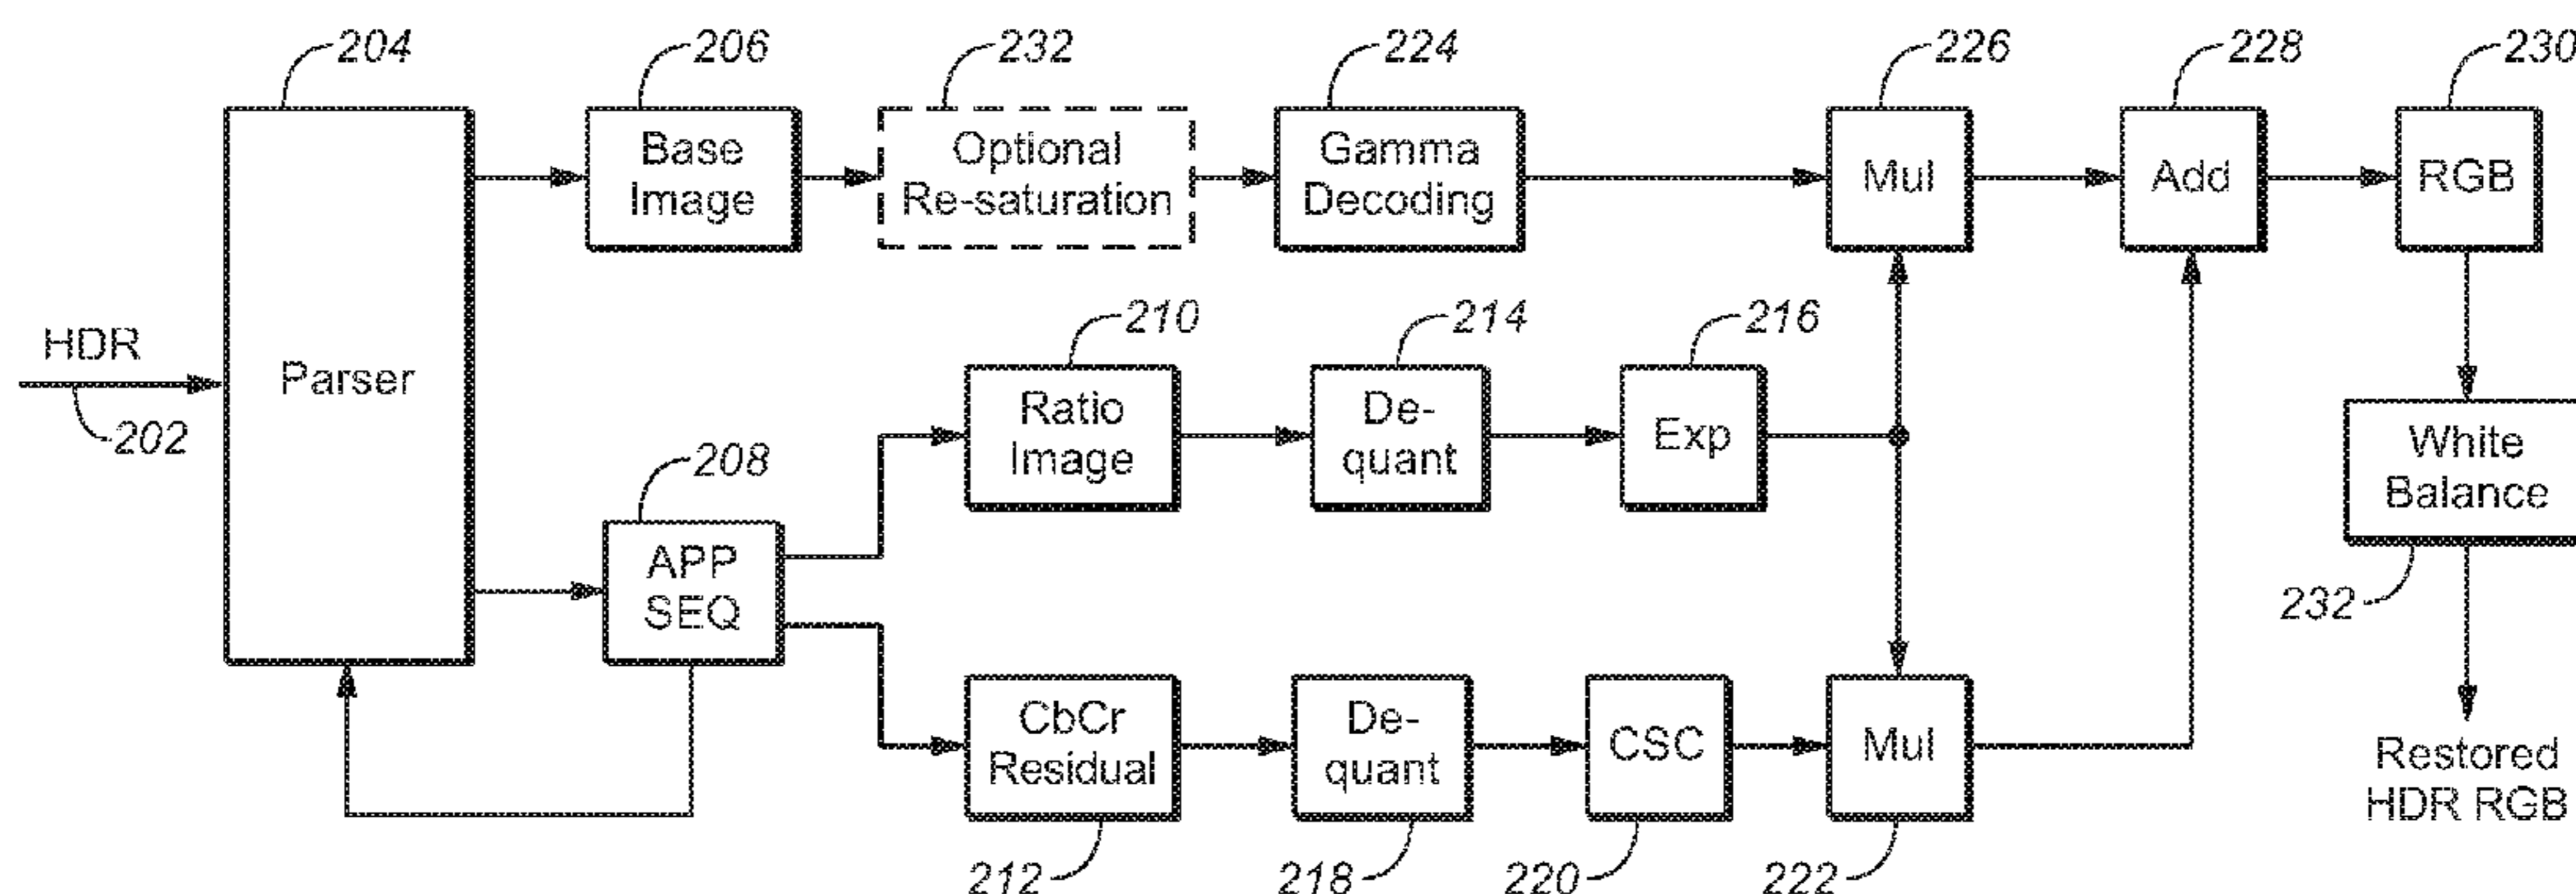 204
206
232
224
226
228
230
Base
Image
Optional
Re-saturation
Gamma
Decoding
Mul
Add
RGB
HDR
202
Parser
210
214
216
Ratio
Image
De-
quant
Exp
White
Balance
232
208
APP
SEQ
CbCr
Residual
De-
quant
CSC
Mul
Restored
HDR RGB
212
218
220
222